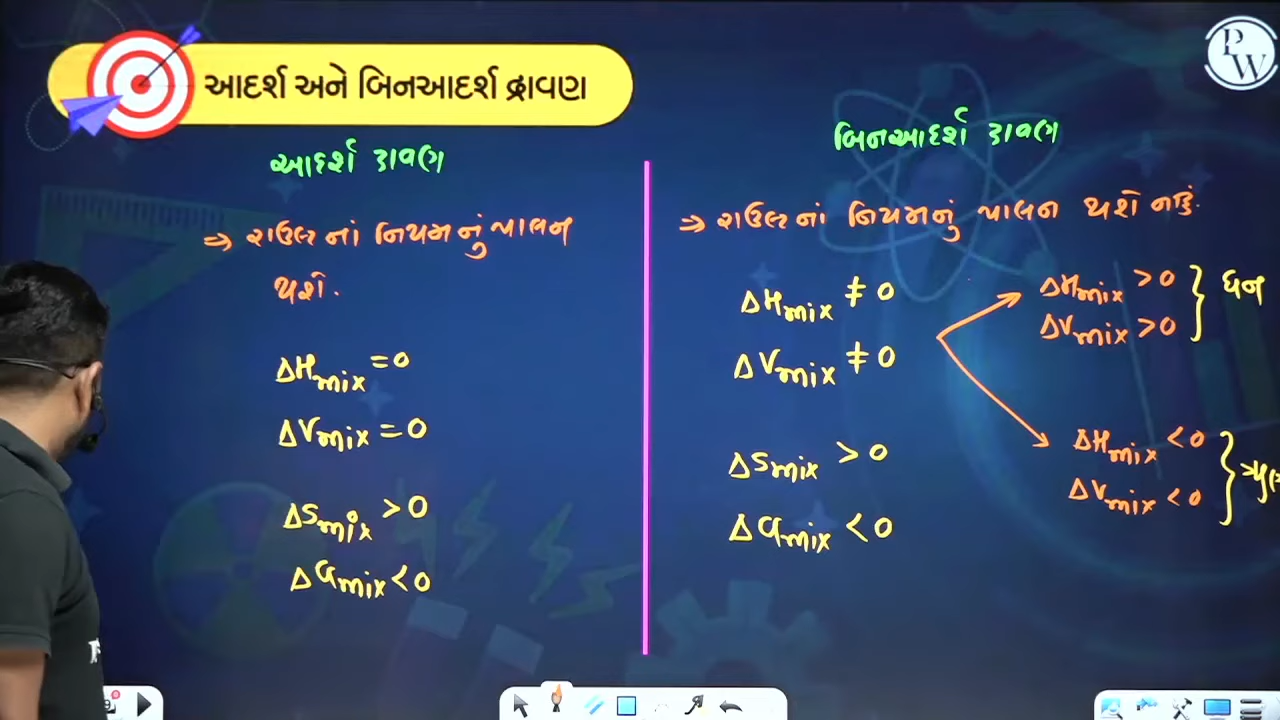 આદર્શ અને બિનઆદર્શ દ્રાવણ
PW
આદર્શ દ્રાવણ
⇒ રાઉલ્ટનાં નિયમનું પાલન
થશે.
ΔHmix = 0
ΔVmix = 0
ΔSmix > 0
ΔGmix < 0
બિનઆદર્શ દ્રાવણ
⇒ રાઉલ્ટનાં નિયમનું પાલન થશે નહિં.
ΔHmix ≠ 0
ΔVmix ≠ 0
ΔSmix > 0
ΔGmix < 0
ΔHmix > 0
ΔVmix > 0
ધન
ΔHmix < 0
ΔVmix < 0